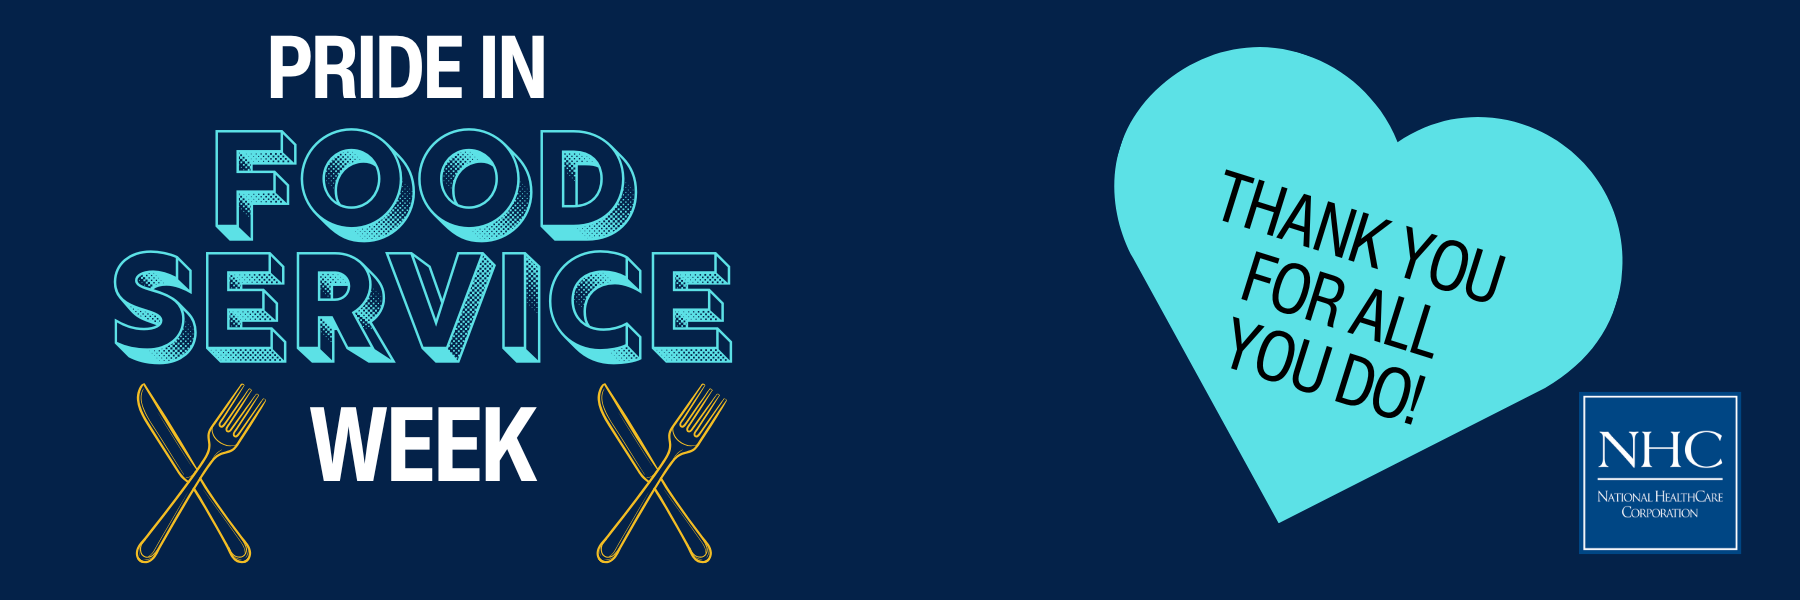 PRIDE IN
FOOD
SERVICE
WEEK
THANK YOU
FOR ALL
YOU DO!
NHC
NATIONAL HEALTHCARE
CORPORATION